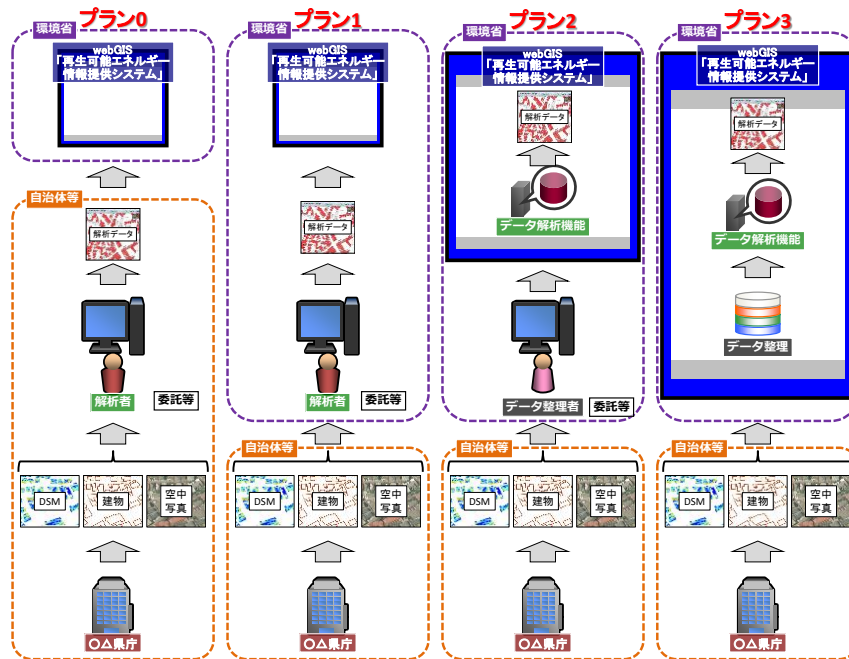 プラン0
環境省
webGIS
「再生可能エネルギー
情報提供システム」
自治体等
解析データ
解析者
委託等
DSM
建物
空中
写真
〇△県庁
プラン1
環境省
webGIS
「再生可能エネルギー
情報提供システム」
解析データ
解析者
委託等
自治体等
DSM
建物
空中
写真
〇△県庁
プラン2
環境省
webGIS
「再生可能エネルギー
情報提供システム」
解析データ
データ解析機能
データ整理者
委託等
自治体等
DSM
建物
空中
写真
〇△県庁
プラン3
環境省
webGIS
「再生可能エネルギー
情報提供システム」
解析データ
データ解析機能
データ整理
自治体等
DSM
建物
空中
写真
〇△県庁